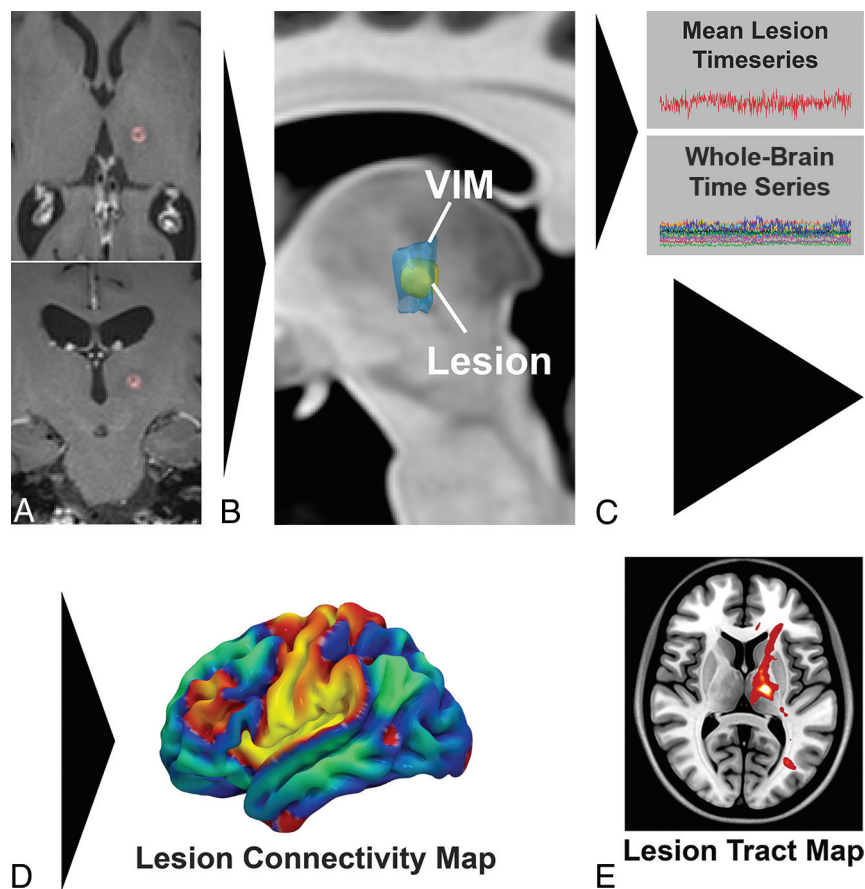 Mean Lesion
Timeseries
Whole-Brain
Time Series
VIM
Lesion
A
B
C
Lesion Connectivity Map
Lesion Tract Map
D
E